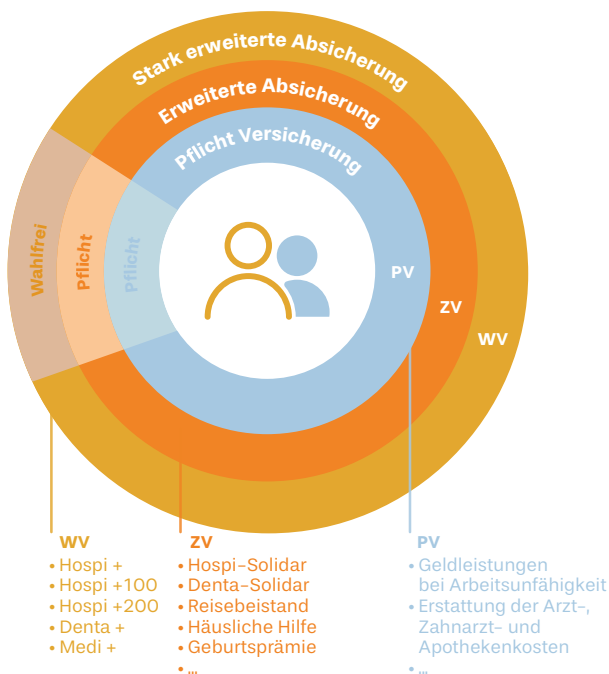 Stark erweiterte Absicherung
Erweiterte Absicherung
Pflicht Versicherung
Wahlfrei
Pflicht
Pflicht
PV
ZV
WV
WV
• Hospi +
• Hospi +100
• Hospi +200
• Denta +
• Medi +
ZV
• Hospi-Solidar
• Denta-Solidar
• Reisebeistand
• Häusliche Hilfe
• Geburtsprämie
• ...
PV
• Geldleistungen
bei Arbeitsunfähigkeit
• Erstattung der Arzt-,
Zahnarzt- und
Apothekenkosten
• ...